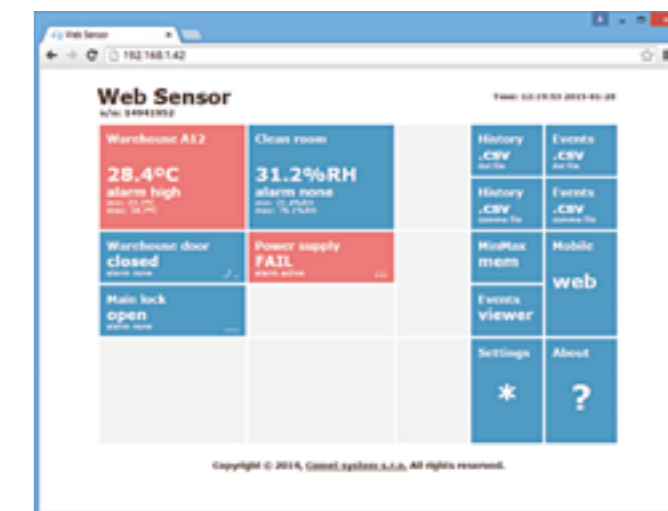 Web Sensor
192.168.1.42
Web Sensor
s/n: 14941952
Time: 12:19:53 2015-01-28
Warehouse A12
28.4ºC
alarm high
Clean room
31.2%RH
alarm none
History
.CSV
Events
.CSV
History
.CSV
Events
.CSV
Warehouse door
closed
alarm none
Power supply
FAIL
alarm active
Main lock
open
alarm none
MinMax
mem
Mobile
web
Events
viewer
Settings
*
About
?
Copyright © 2014, Comet system s.r.o. All rights reserved.